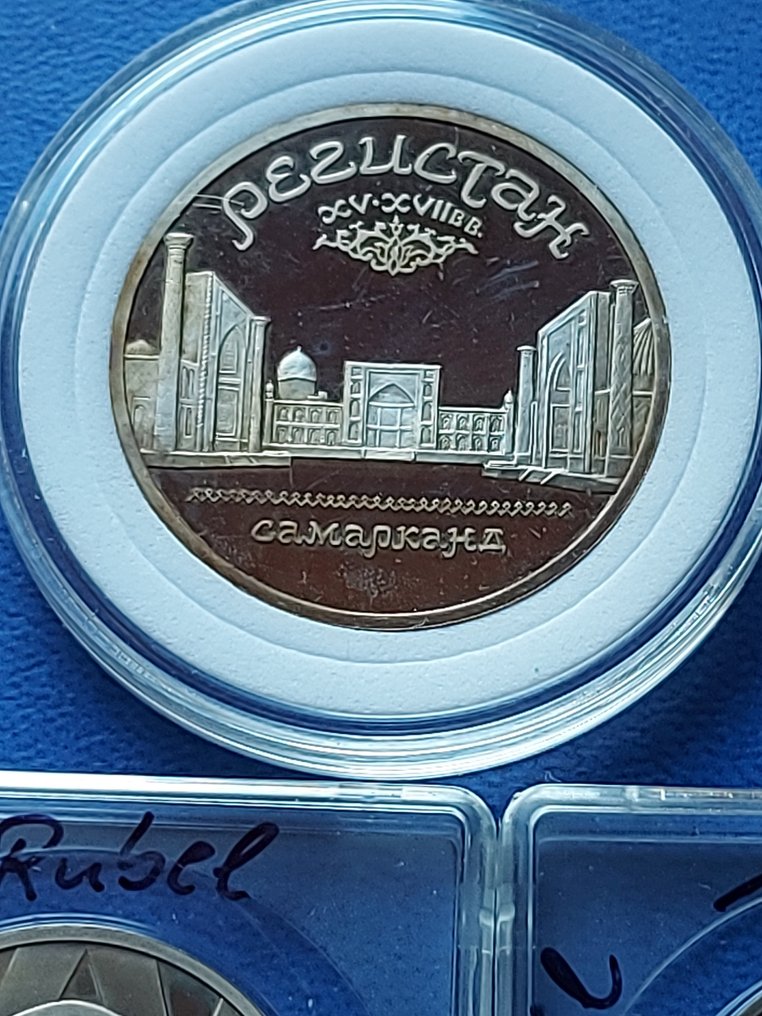 Регистан
XV·XVIIвв.
Самарканд
Rubel